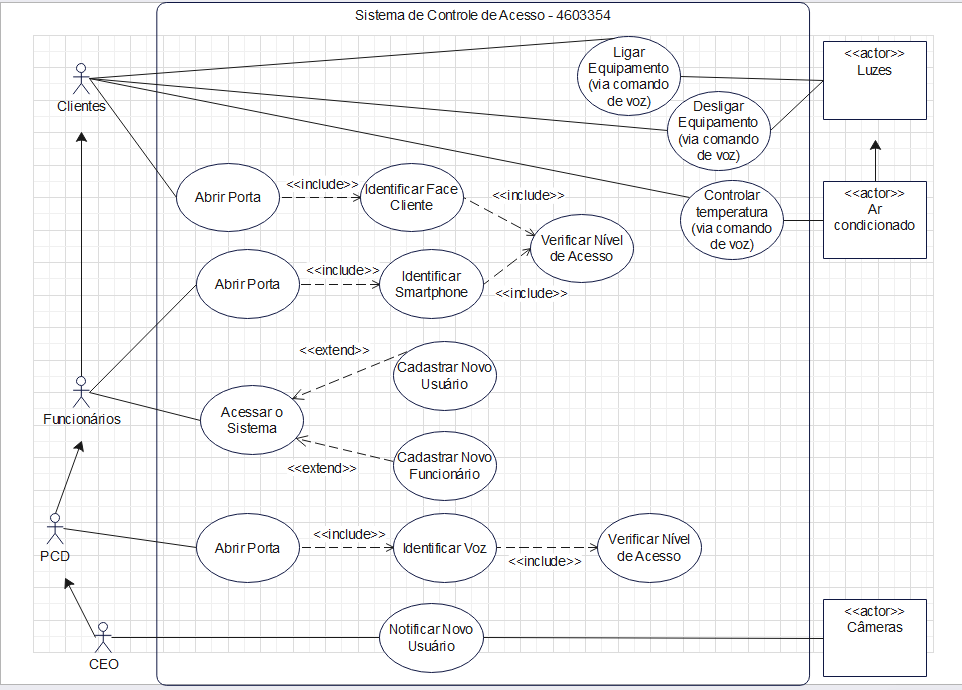 Sistema de Controle de Acesso - 4603354
Clientes
Ligar
Equipamento
(via comando
de voz)
<<actor>>
Luzes
Desligar
Equipamento
(via comando
de voz)
Abrir Porta
<<include>>
Identificar Face
Cliente
<<include>>
Controlar
temperatura
(via comando
de voz)
<<actor>>
Ar
condicionado
Verificar Nível
de Acesso
Abrir Porta
<<include>>
Identificar
Smartphone
<<include>>
Funcionários
<<extend>>
Cadastrar Novo
Usuário
Acessar o
Sistema
<<extend>>
Cadastrar Novo
Funcionário
PCD
Abrir Porta
<<include>>
Identificar Voz
<<include>>
Verificar Nível
de Acesso
CEO
Notificar Novo
Usuário
<<actor>>
Câmeras